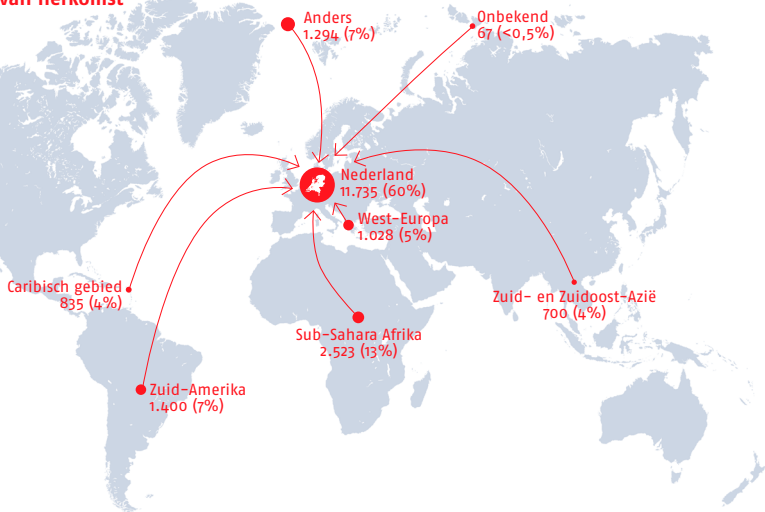 van herkomst
Anders
1.294 (7%)
Onbekend
67 (<0,5%)
Nederland
11.735 (60%)
West-Europa
1.028 (5%)
Caribisch gebied
835 (4%)
Zuid- en Zuidoost-Azië
700 (4%)
Sub-Sahara Afrika
2.523 (13%)
Zuid-Amerika
1.400 (7%)